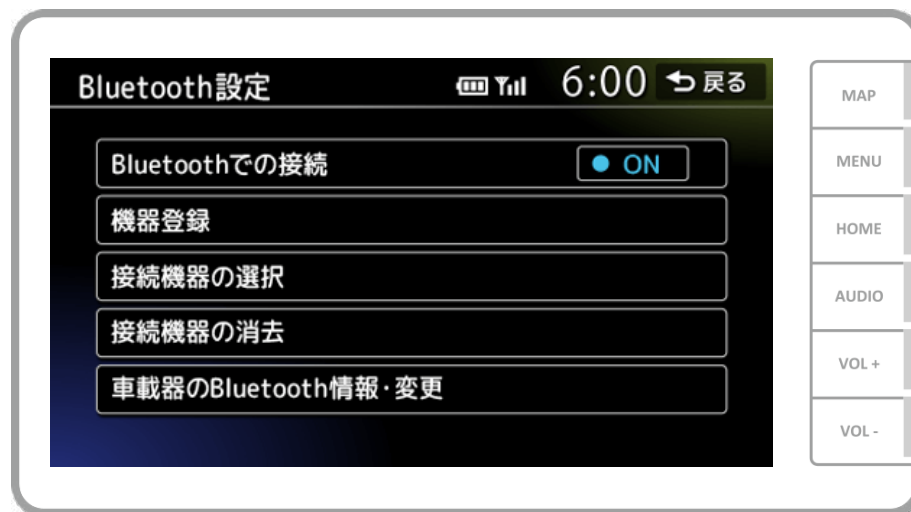 Bluetooth設定 6:00 戻る
Bluetoothでの接続 ON
機器登録
接続機器の選択
接続機器の消去
車載器のBluetooth情報・変更
MAP
MENU
HOME
AUDIO
VOL +
VOL -